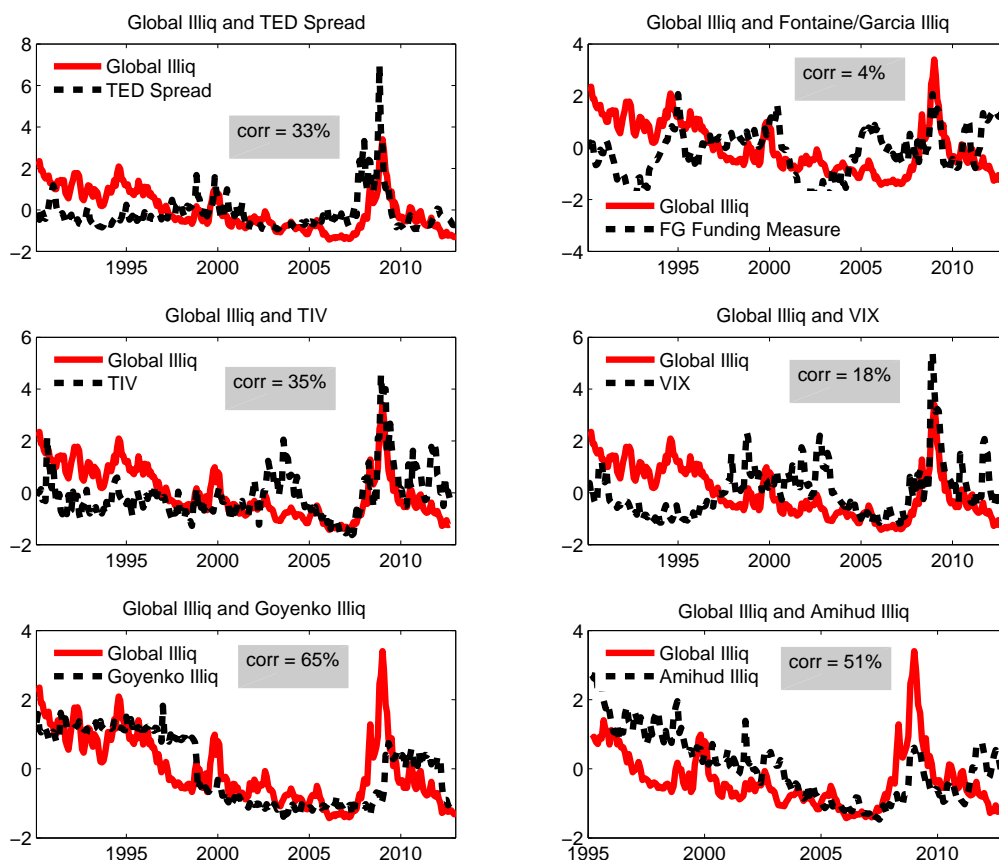 Global Illiq and TED Spread
8
6
4
2
0
−2
Global Illiq
TED Spread
corr = 33%
1995 2000 2005 2010
Global Illiq and Fontaine/Garcia Illiq
4
2
0
−2
−4
corr = 4%
Global Illiq
FG Funding Measure
1995 2000 2005 2010
Global Illiq and TIV
6
4
2
0
−2
Global Illiq
TIV
corr = 35%
1995 2000 2005 2010
Global Illiq and VIX
6
4
2
0
−2
Global Illiq
VIX
corr = 18%
1995 2000 2005 2010
Global Illiq and Goyenko Illiq
4
2
0
−2
Global Illiq
Goyenko Illiq
corr = 65%
1995 2000 2005 2010
Global Illiq and Amihud Illiq
4
2
0
−2
Global Illiq
Amihud Illiq
corr = 51%
1995 2000 2005 2010